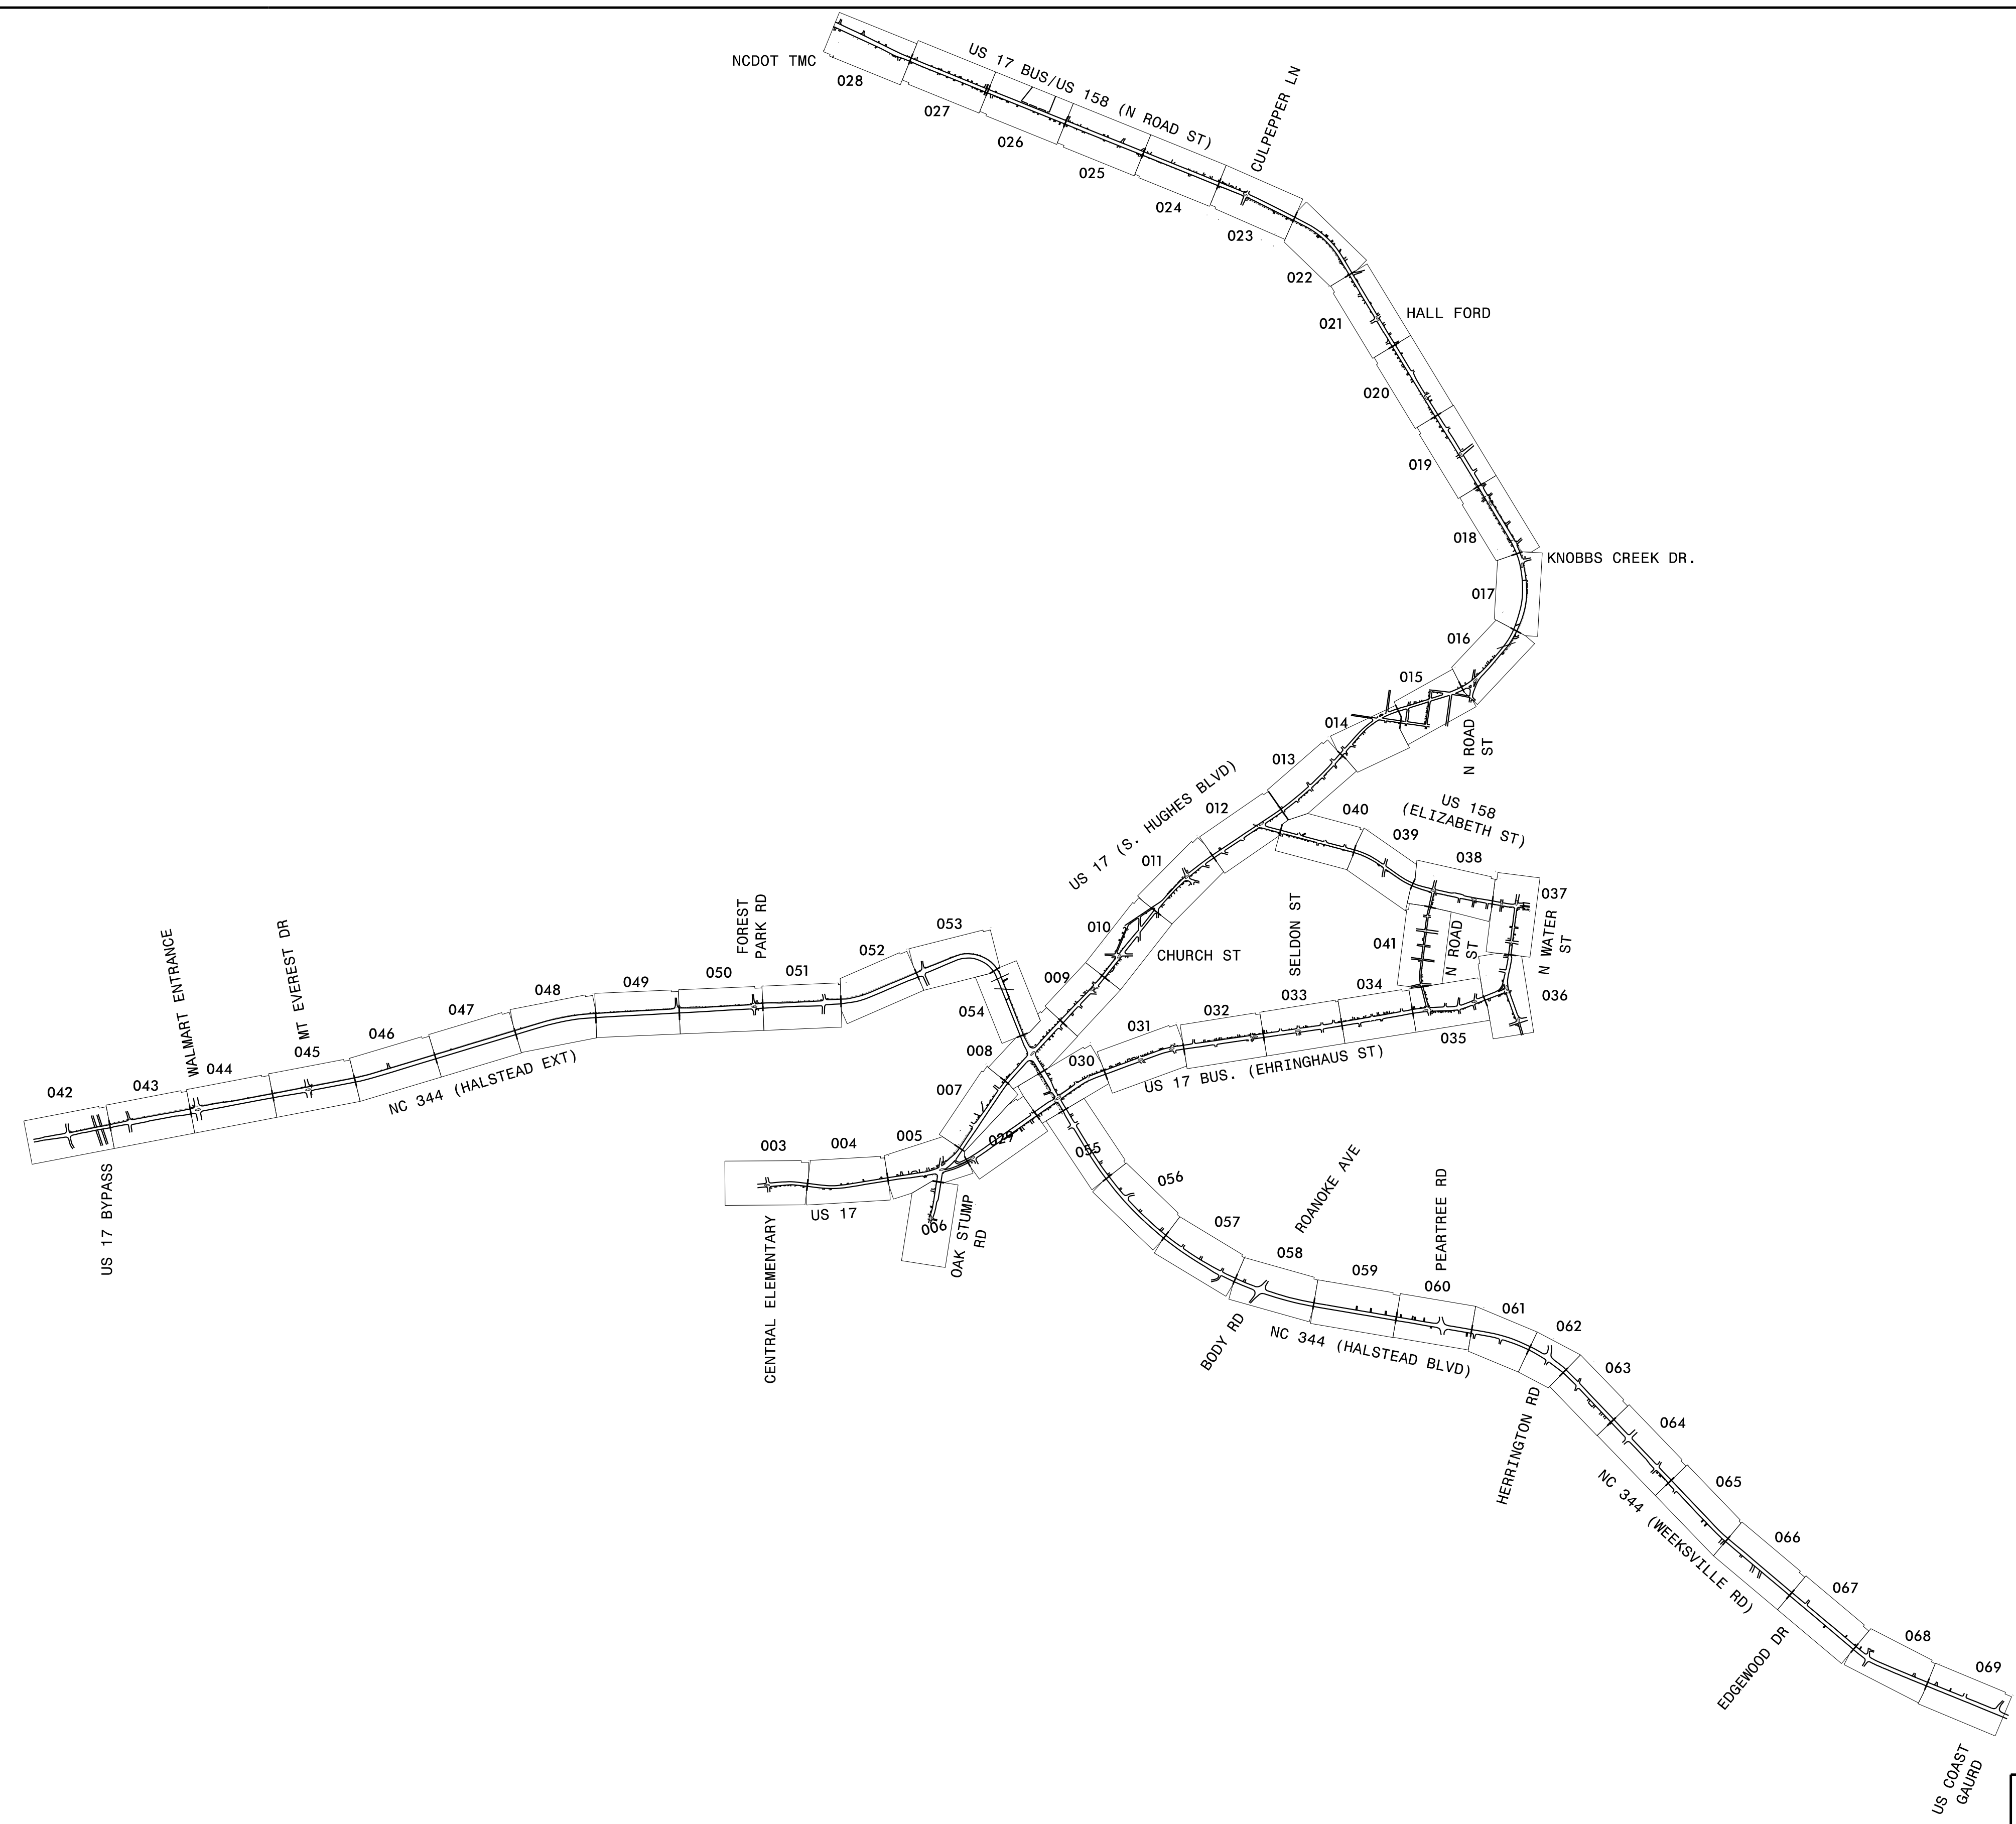 NCDOT TMC
028
US 17 BUS/US 158 (N ROAD ST)
027
026
025
024
023
CULPEPPER LN
022
HALL FORD
021
020
019
018
KNOBBS CREEK DR.
017
016
015
N ROAD
ST
014
013
US 17 (S. HUGHES BLVD)
012
011
010
009
CHURCH ST
040
US 158
(ELIZABETH ST)
039
038
037
N WATER
ST
041
N ROAD
ST
SELDON ST
036
035
034
033
032
031
030
US 17 BUS. (EHRINGHAUS ST)
053
054
052
051
FOREST
PARK RD
050
049
048
047
046
045
MT EVEREST DR
044
WALMART ENTRANCE
043
042
NC 344 (HALSTEAD EXT)
US 17 BYPASS
008
007
029
005
004
003
US 17
CENTRAL ELEMENTARY
006
OAK STUMP
RD
055
056
057
058
ROANOKE AVE
059
PEARTREE RD
060
061
062
BODY RD
NC 344 (HALSTEAD BLVD)
HERRINGTON RD
063
064
065
066
067
NC 344 (WEEKSVILLE RD)
EDGEWOOD DR
068
069
US COAST
GAURD